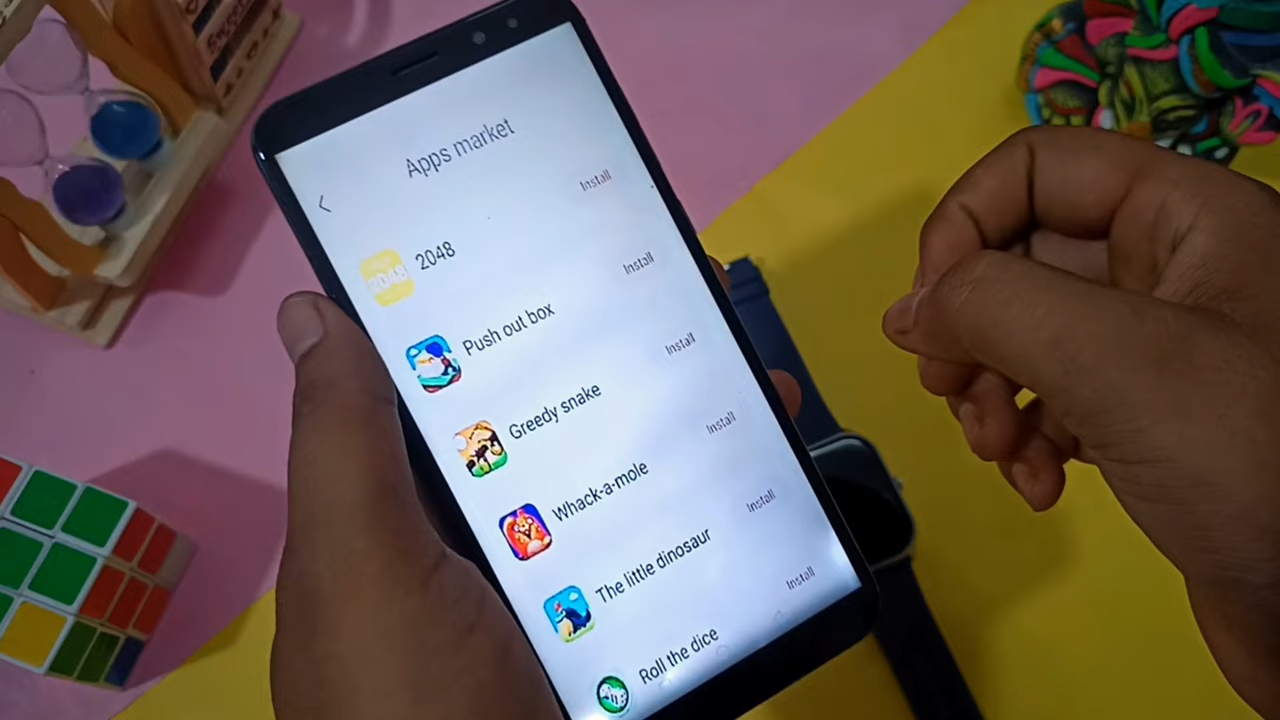 Apps market
Install
2048
2048
Install
Push out box
Install
Greedy snake
Install
Whack-a-mole
Install
The little dinosaur
Install
Roll the dice